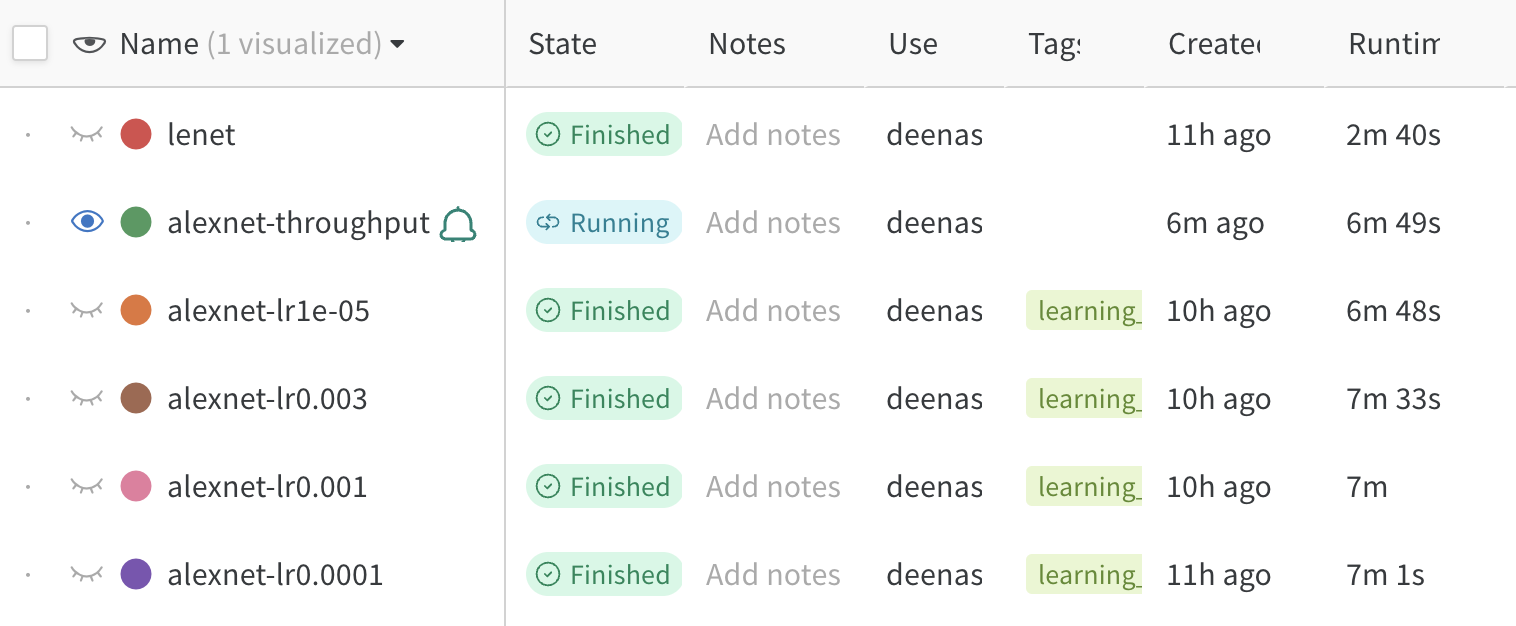 Name (1 visualized) State Notes Use Tags Create Runtim
lenet Finished Add notes deenas 11h ago 2m 40s
alexnet-throughput Running Add notes deenas 6m ago 6m 49s
alexnet-lr1e-05 Finished Add notes deenas learning_ 10h ago 6m 48s
alexnet-lr0.003 Finished Add notes deenas learning_ 10h ago 7m 33s
alexnet-lr0.001 Finished Add notes deenas learning_ 10h ago 7m
alexnet-lr0.0001 Finished Add notes deenas learning_ 11h ago 7m 1s